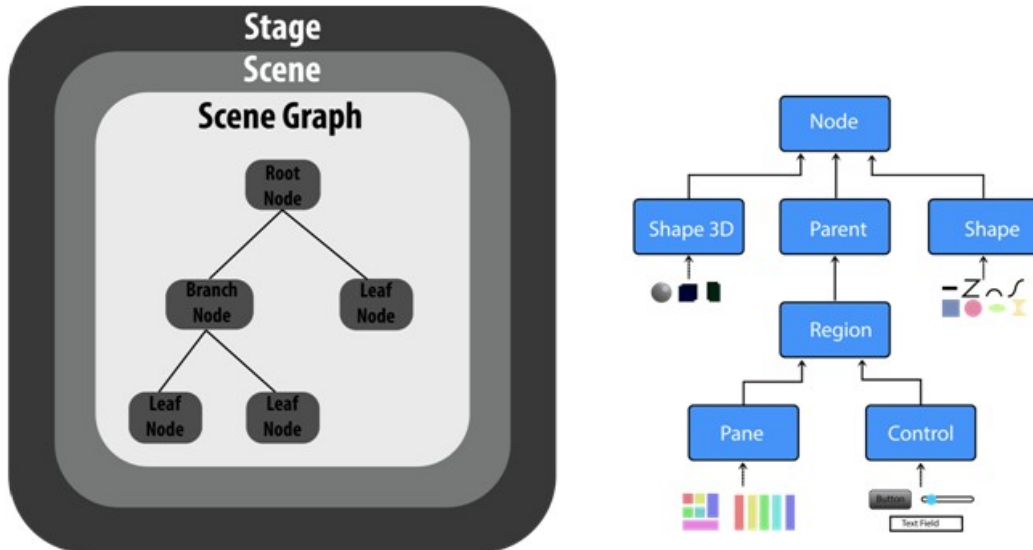 Stage
Scene
Scene Graph
Root
Node
Branch
Node
Leaf
Node
Leaf
Node
Leaf
Node
Node
Shape 3D
Parent
Shape
Region
Pane
Control
Button
Text Field